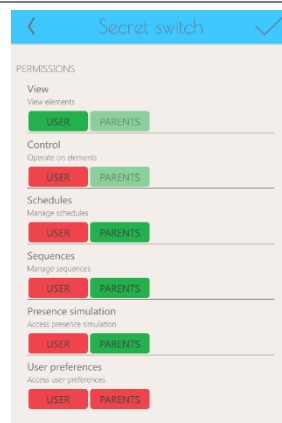 Secret switch
PERMISSIONS
View
View elements
USER PARENTS
Control
Operate on elements
USER PARENTS
Schedules
Manage schedules
USER PARENTS
Sequences
Manage sequences
USER PARENTS
Presence simulation
Access presence simulation
USER PARENTS
User preferences
Access user preferences
USER PARENTS